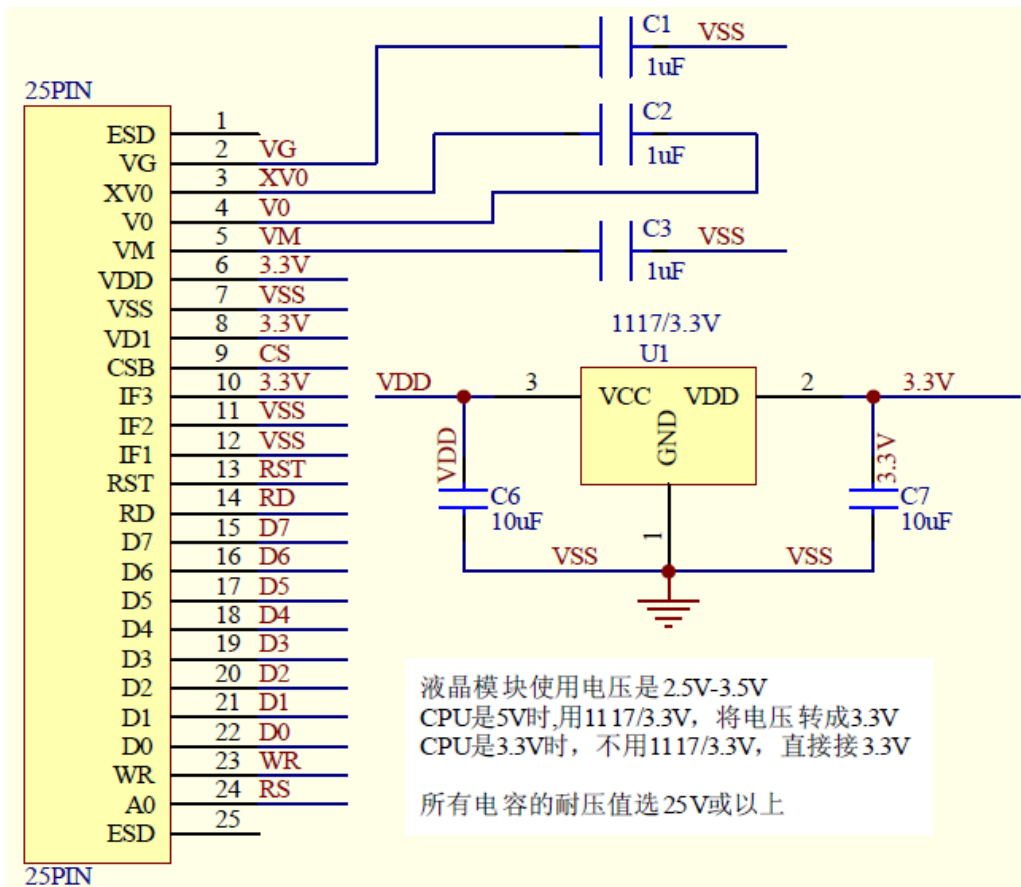 C1
VSS
1uF
25PIN
C2
1uF
ESD 1
VG 2 VG
XV0 3 XV0
V0 4 V0
VM 5 VM
C3
VSS
1uF
VDD 6 3.3V
VSS 7 VSS
VD1 8 3.3V
CSB 9 CS
IF3 10 3.3V
IF2 11 VSS
IF1 12 VSS
RST 13 RST
RD 14 RD
D7 15 D7
D6 16 D6
D5 17 D5
D4 18 D4
D3 19 D3
D2 20 D2
D1 21 D1
D0 22 D0
WR 23 WR
A0 24 RS
ESD 25
25PIN
1117/3.3V
U1
VDD 3 VCC VDD 2 3.3V
GND
VDD
3.3V
C6
10uF
C7
10uF
1
VSS
VSS
液晶模块使用电压是2.5V-3.5V
CPU是5V时,用1117/3.3V，将电压转成3.3V
CPU是3.3V时，不用1117/3.3V，直接接3.3V
所有电容的耐压值选25V或以上